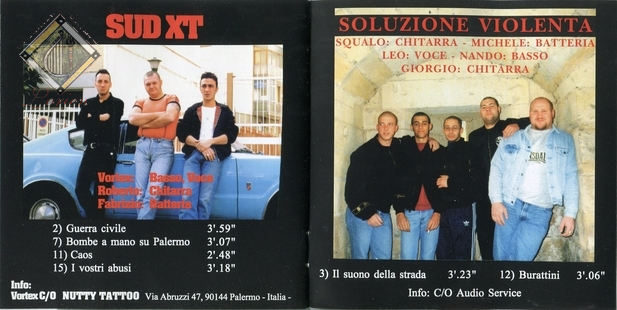 SUD XT
Vortex: Basso Voce
Roberto: Chitarra
Fabrizio: Batteria
2) Guerra civile 3'.59"
7) Bombe a mano su Palermo 3'.07"
11) Caos 2'.48"
15) I vostri abusi 3'.18"
Info:
Vortex C/O NUTTY TATTOO Via Abruzzi 47, 90144 Palermo - Italia -
SOLUZIONE VIOLENTA
SQUALO: CHITARRA - MICHELE: BATTERIA
LEO: VOCE - NANDO: BASSO
GIORGIO: CHITARRA
3) Il suono della strada 3'.23" 12) Burattini 3'.06"
Info: C/O Audio Service